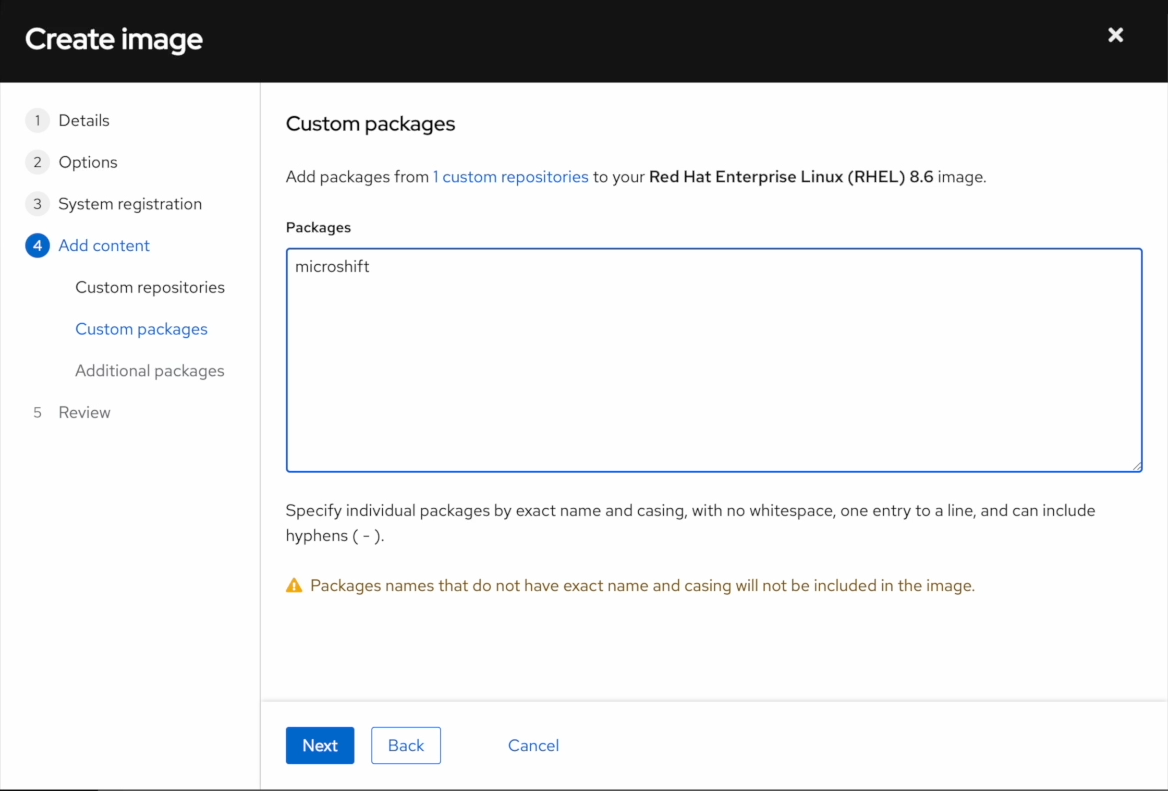 Create image
1 Details
2 Options
3 System registration
4 Add content
Custom repositories
Custom packages
Additional packages
5 Review
Custom packages
Add packages from 1 custom repositories to your Red Hat Enterprise Linux (RHEL) 8.6 image.
Packages
microshift
Specify individual packages by exact name and casing, with no whitespace, one entry to a line, and can include
hyphens ( - ).
Packages names that do not have exact name and casing will not be included in the image.
Next Back Cancel